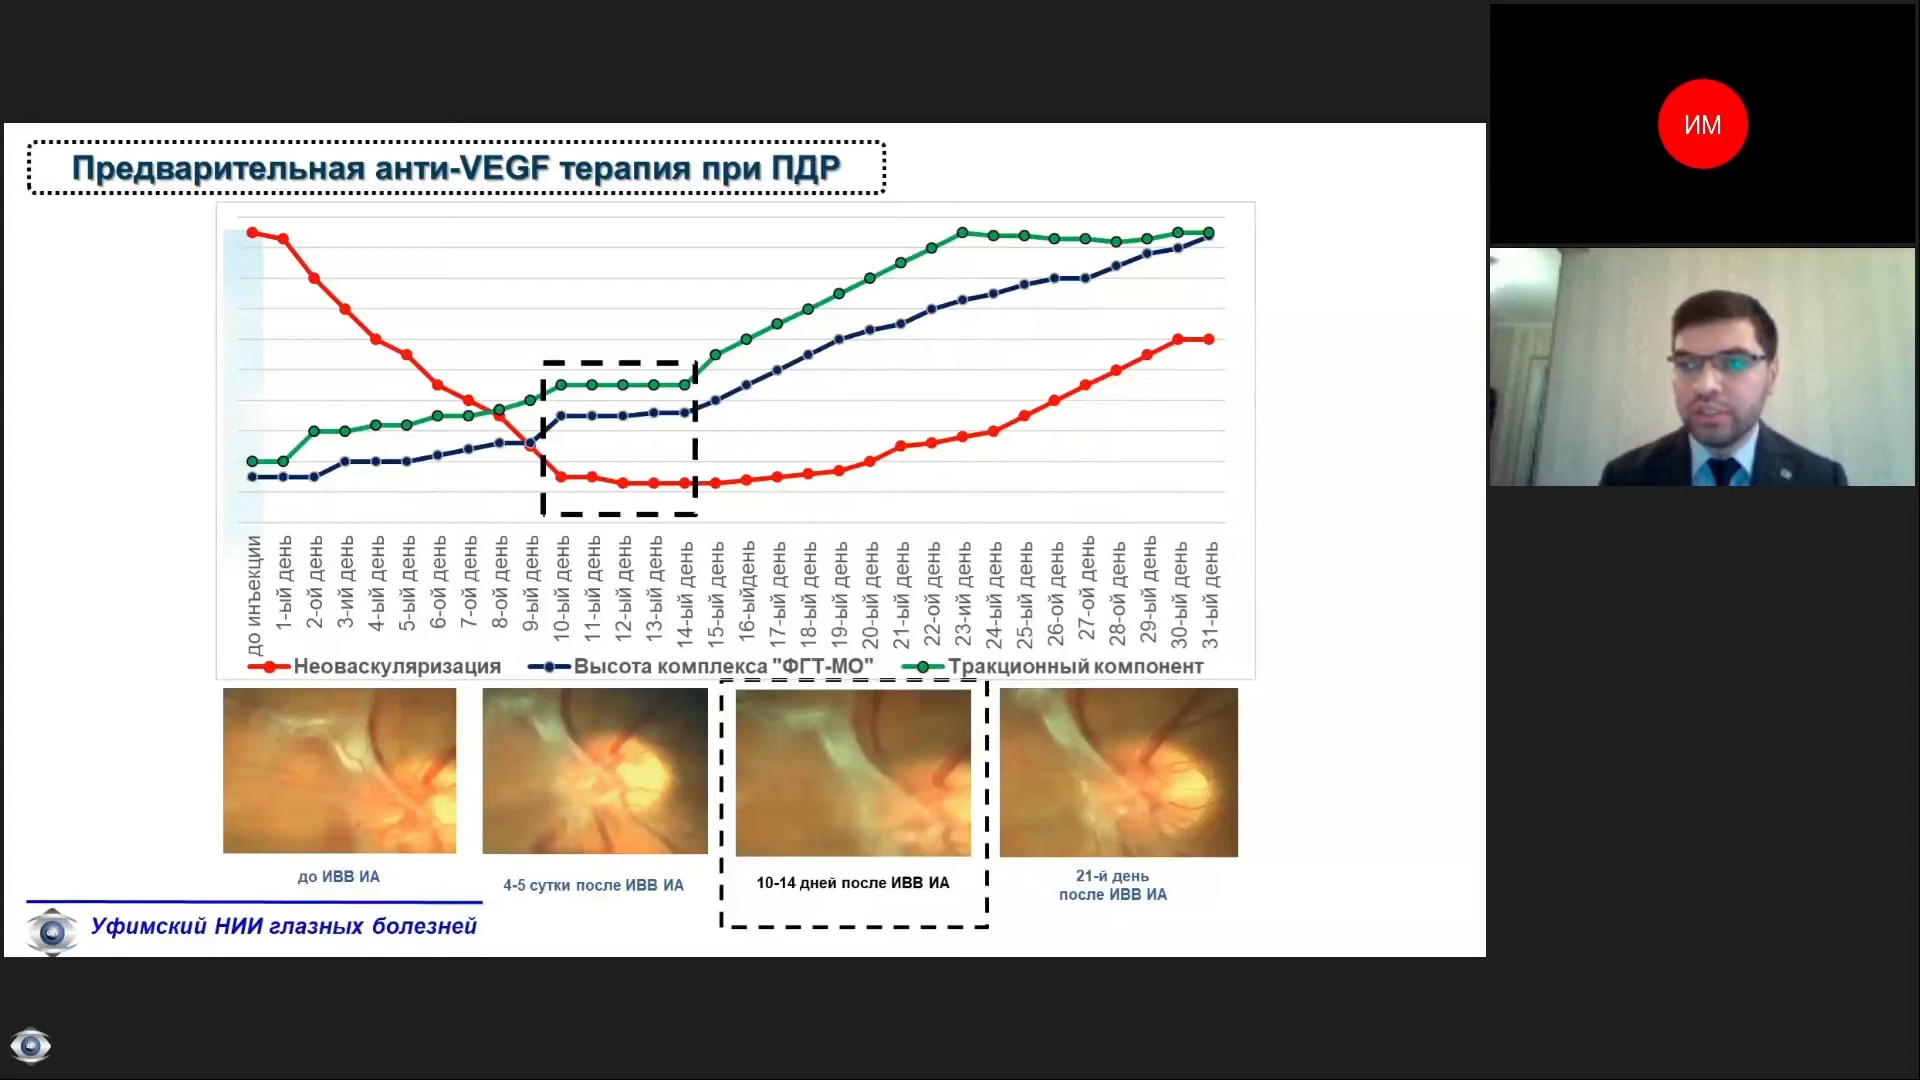 ИМ
Предварительная анти-VEGF терапия при ПДР
до инъекции
1-ый день
2-ой день
3-ий день
4-ый день
5-ый день
6-ой день
7-ой день
8-ой день
9-ый день
10-ый день
11-ый день
12-ый день
13-ый день
14-ый день
15-ый день
16-ыйдень
17-ый день
18-ый день
19-ый день
20-ый день
21-ый день
22-ой день
23-ий день
24-ый день
25-ый день
26-ой день
27-ой день
28-ой день
29-ый день
30-ый день
31-ый день
Неоваскуляризация Высота комплекса "ФГТ-МО" Тракционный компонент
до ИВВ ИА
4-5 сутки после ИВВ ИА
10-14 дней после ИВВ ИА
21-й день
после ИВВ ИА
Уфимский НИИ глазных болезней